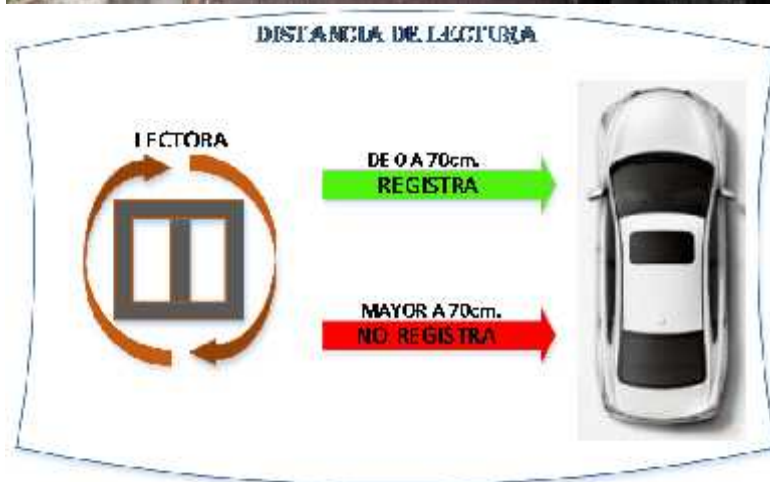 DISTANCIA DE LECTURA
LECTORA
DE 0 A 70cm.
REGISTRA
MAYOR A 70cm.
NO REGISTRA